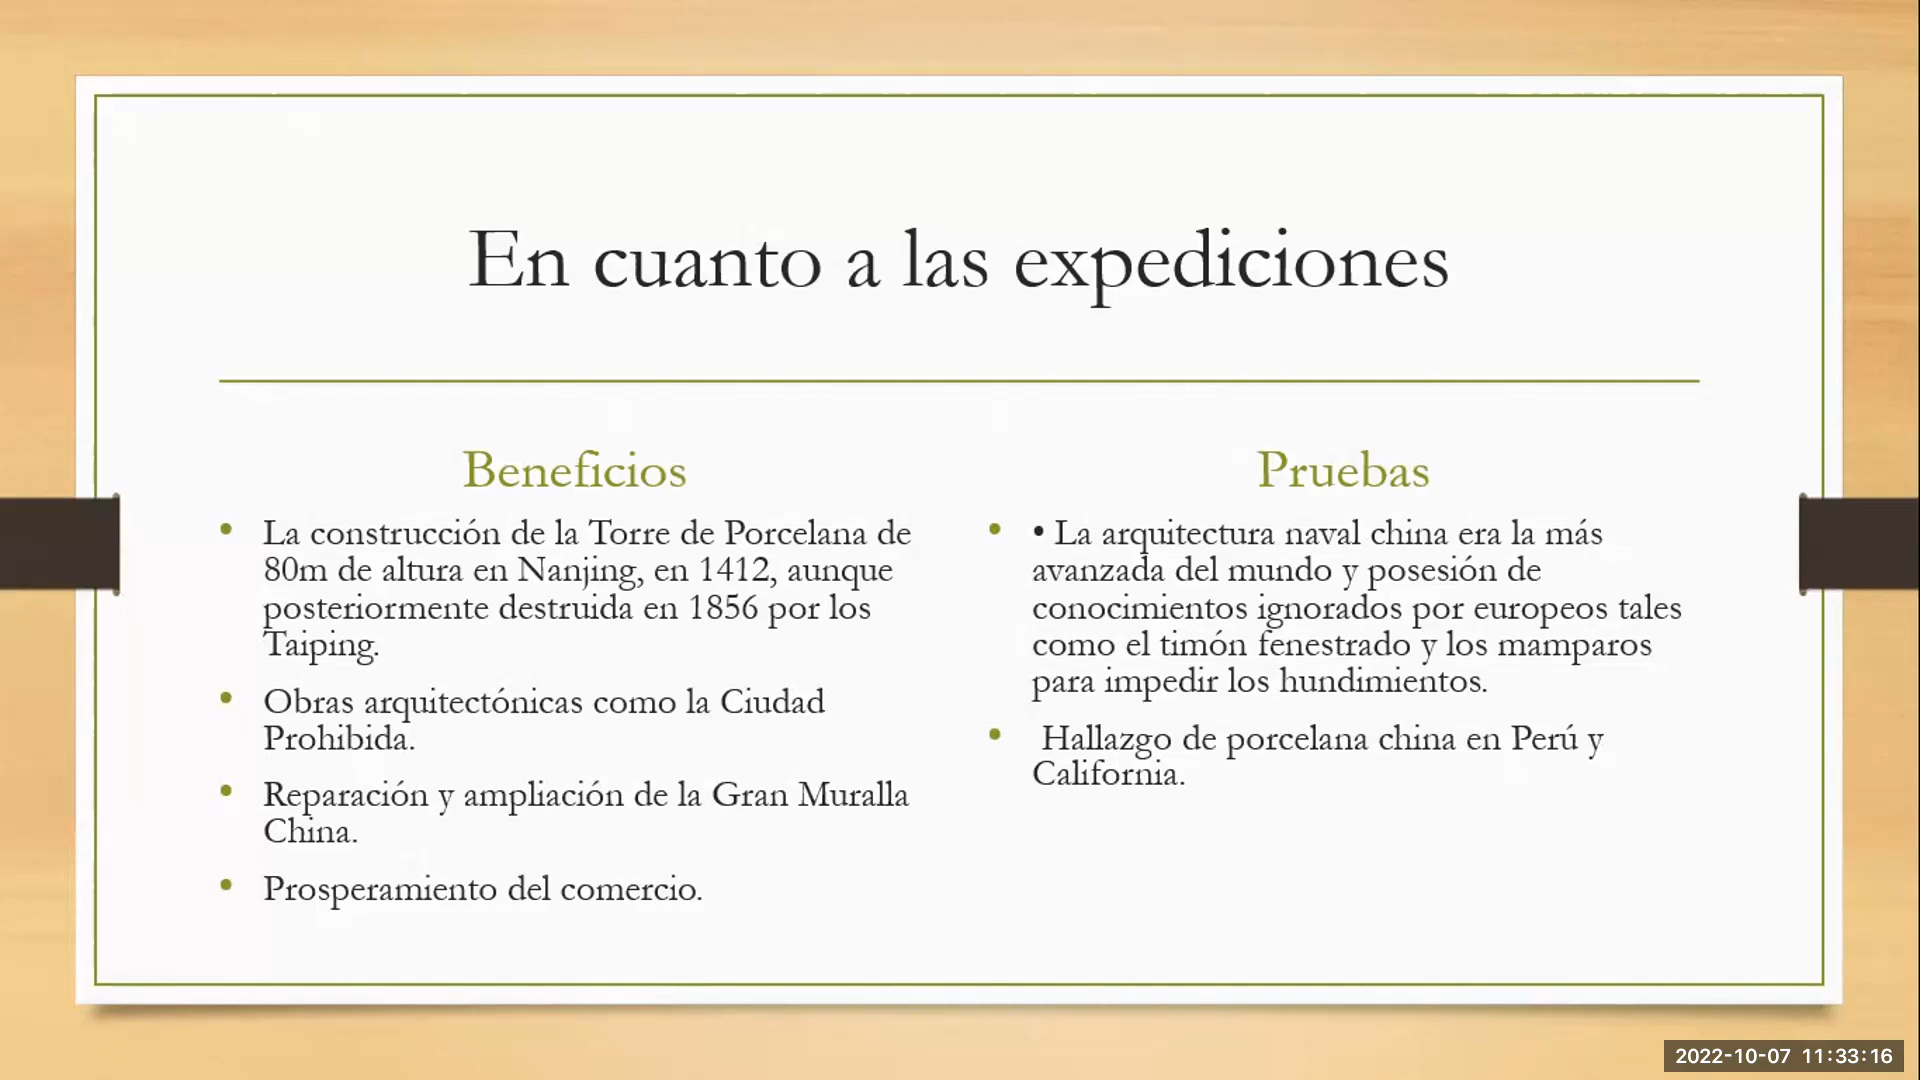 En cuanto a las expediciones
Beneficios
• La construcción de la Torre de Porcelana de
80m de altura en Nanjing, en 1412, aunque
posteriormente destruida en 1856 por los
Taiping.
• Obras arquitectónicas como la Ciudad
Prohibida.
• Reparación y ampliación de la Gran Muralla
China.
• Prosperamiento del comercio.
Pruebas
• • La arquitectura naval china era la más
avanzada del mundo y posesión de
conocimientos ignorados por europeos tales
como el timón fenestrado y los mamparos
para impedir los hundimientos.
• Hallazgo de porcelana china en Perú y
California.
2022-10-07 11:33:16